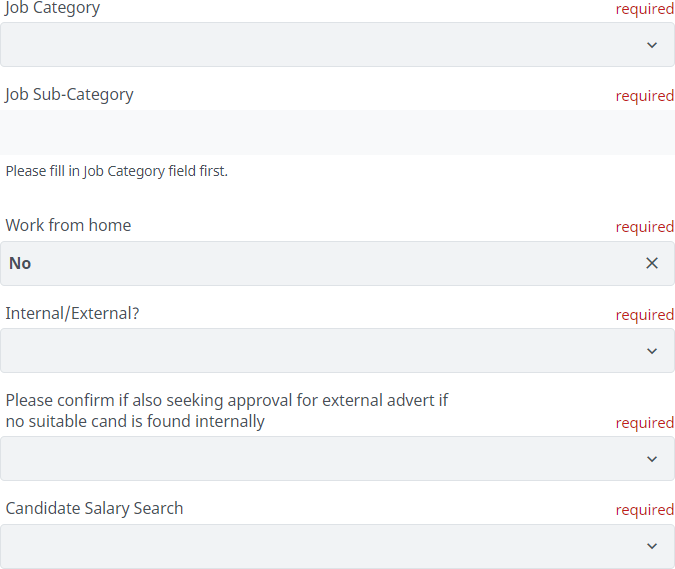 Job Category
required
Job Sub-Category
required
Please fill in Job Category field first.
Work from home
required
No
Internal/External?
required
Please confirm if also seeking approval for external advert if
no suitable cand is found internally
required
Candidate Salary Search
required